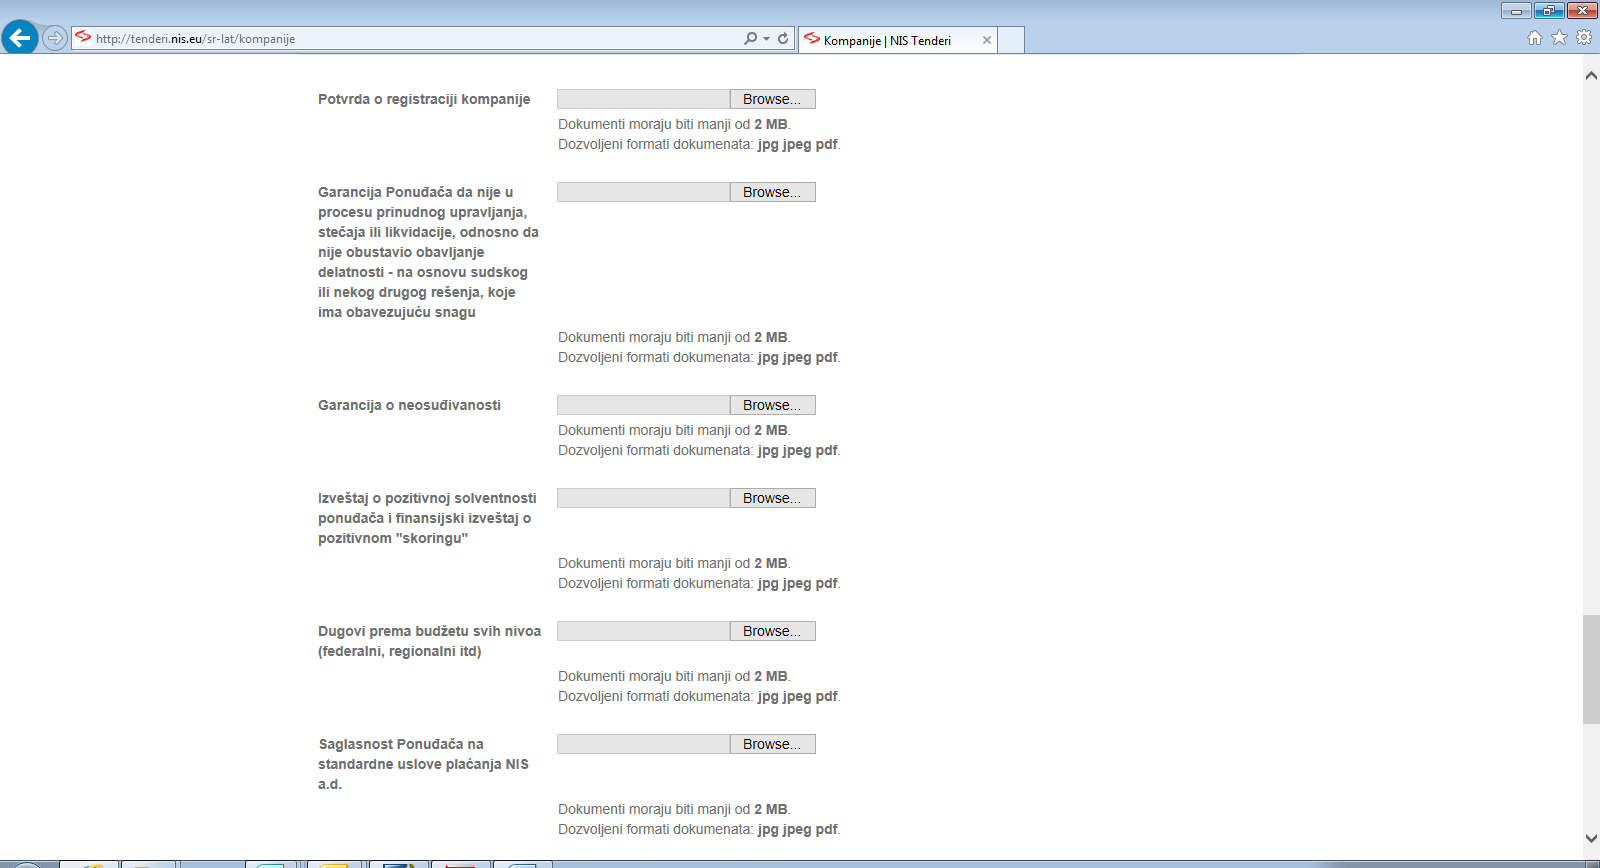 http://tenderi.nis.eu/sr-lat/kompanije
Kompanije | NIS Tenderi
Potvrda o registraciji kompanije
Browse...
Dokumenti moraju biti manji od 2 MB.
Dozvoljeni formati dokumenata: jpg jpeg pdf.
Garancija Ponuđača da nije u
procesu prinudnog upravljanja,
stečaja ili likvidacije, odnosno da
nije obustavio obavljanje
delatnosti - na osnovu sudskog
ili nekog drugog rešenja, koje
ima obavezujuću snagu
Browse...
Dokumenti moraju biti manji od 2 MB.
Dozvoljeni formati dokumenata: jpg jpeg pdf.
Garancija o neosuđivanosti
Browse...
Dokumenti moraju biti manji od 2 MB.
Dozvoljeni formati dokumenata: jpg jpeg pdf.
Izveštaj o pozitivnoj solventnosti
ponuđača i finansijski izveštaj o
pozitivnom "skoringu"
Browse...
Dokumenti moraju biti manji od 2 MB.
Dozvoljeni formati dokumenata: jpg jpeg pdf.
Dugovi prema budžetu svih nivoa
(federalni, regionalni itd)
Browse...
Dokumenti moraju biti manji od 2 MB.
Dozvoljeni formati dokumenata: jpg jpeg pdf.
Saglasnost Ponuđača na
standardne uslove plaćanja NIS
a.d.
Browse...
Dokumenti moraju biti manji od 2 MB.
Dozvoljeni formati dokumenata: jpg jpeg pdf.